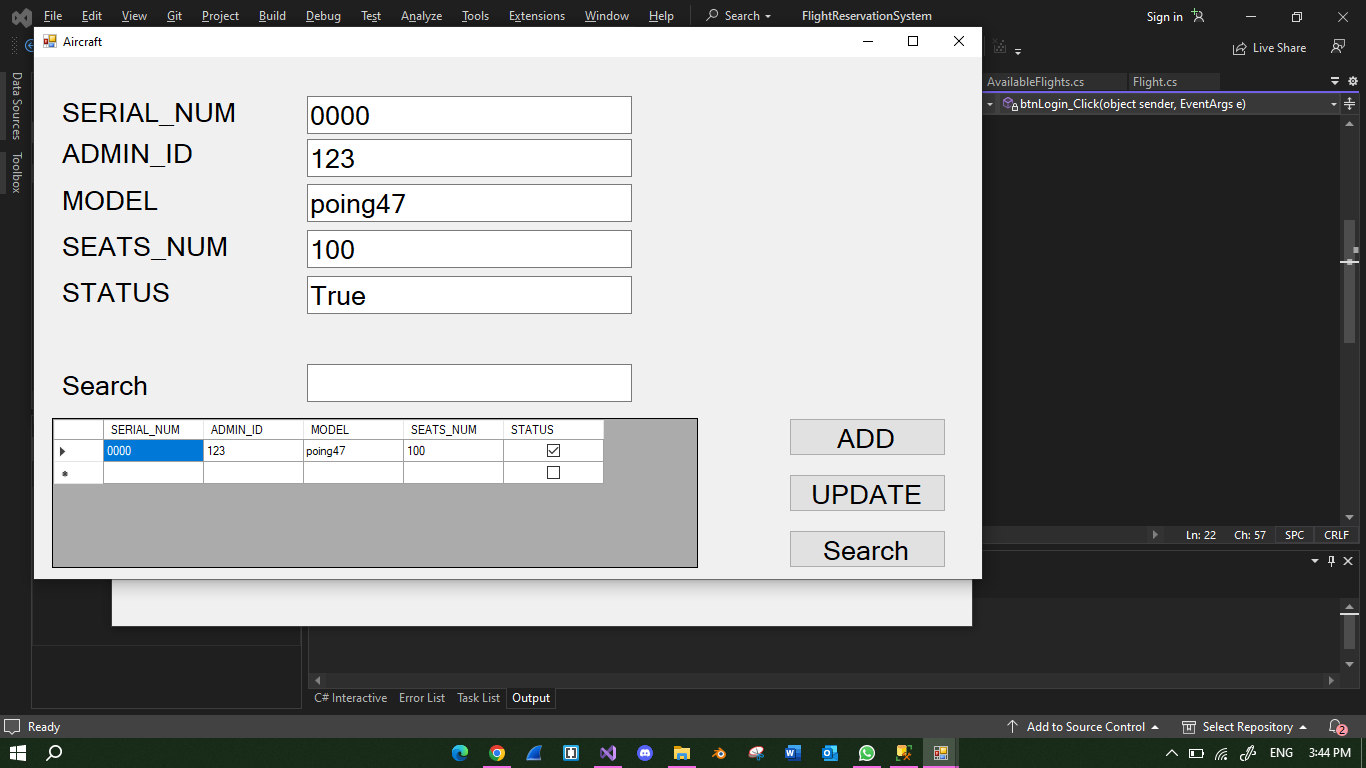 File Edit View Git Project Build Debug Test Analyze Tools Extensions Window Help Search FlightReservationSystem Sign in
Aircraft
Live Share
Data Sources
Toolbox
AvailableFlights.cs Flight.cs
btnLogin_Click(object sender, EventArgs e)
SERIAL_NUM 0000
ADMIN_ID 123
MODEL poing47
SEATS_NUM 100
STATUS True
Search
SERIAL_NUM ADMIN_ID MODEL SEATS_NUM STATUS
0000 123 poing47 100
ADD
UPDATE
Search
Ln: 22 Ch: 57 SPC CRLF
C# Interactive Error List Task List Output
Ready Add to Source Control Select Repository 2
ENG 3:44 PM